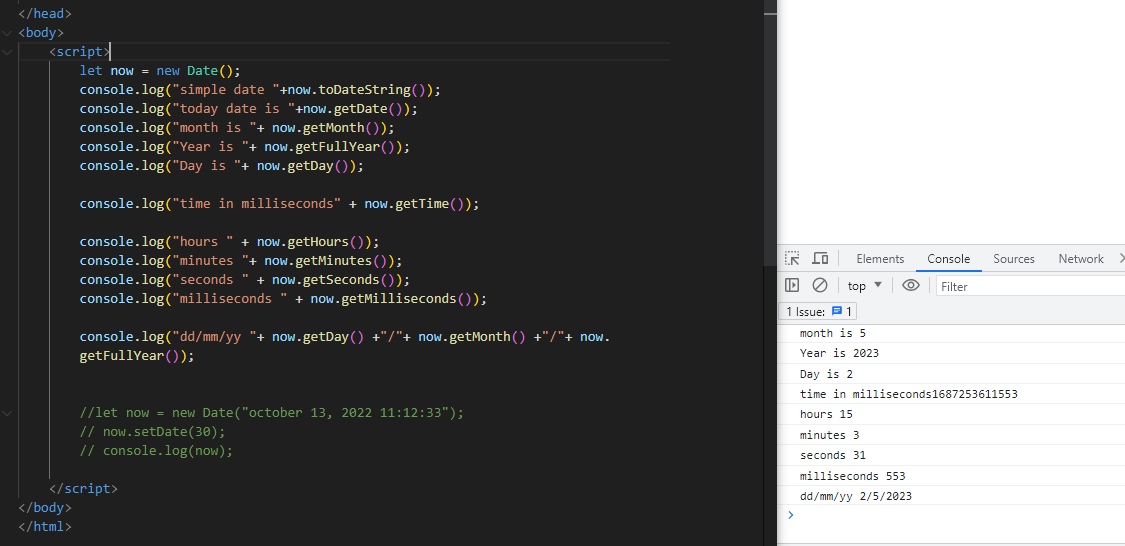 </head>
<body>
<script>
let now = new Date();
console.log("simple date "+now.toDateString());
console.log("today date is "+now.getDate());
console.log("month is "+ now.getMonth());
console.log("Year is "+ now.getFullYear());
console.log("Day is "+ now.getDay());
console.log("time in milliseconds" + now.getTime());
console.log("hours " + now.getHours());
console.log("minutes "+ now.getMinutes());
console.log("seconds " + now.getSeconds());
console.log("milliseconds " + now.getMilliseconds());
console.log("dd/mm/yy "+ now.getDay() +"/"+ now.getMonth() +"/"+ now.
getFullYear());
//let now = new Date("october 13, 2022 11:12:33");
// now.setDate(30);
// console.log(now);
</script>
</body>
</html>
Elements Console Sources Network
top Filter
1 Issue: 1
month is 5
Year is 2023
Day is 2
time in milliseconds1687253611553
hours 15
minutes 3
seconds 31
milliseconds 553
dd/mm/yy 2/5/2023